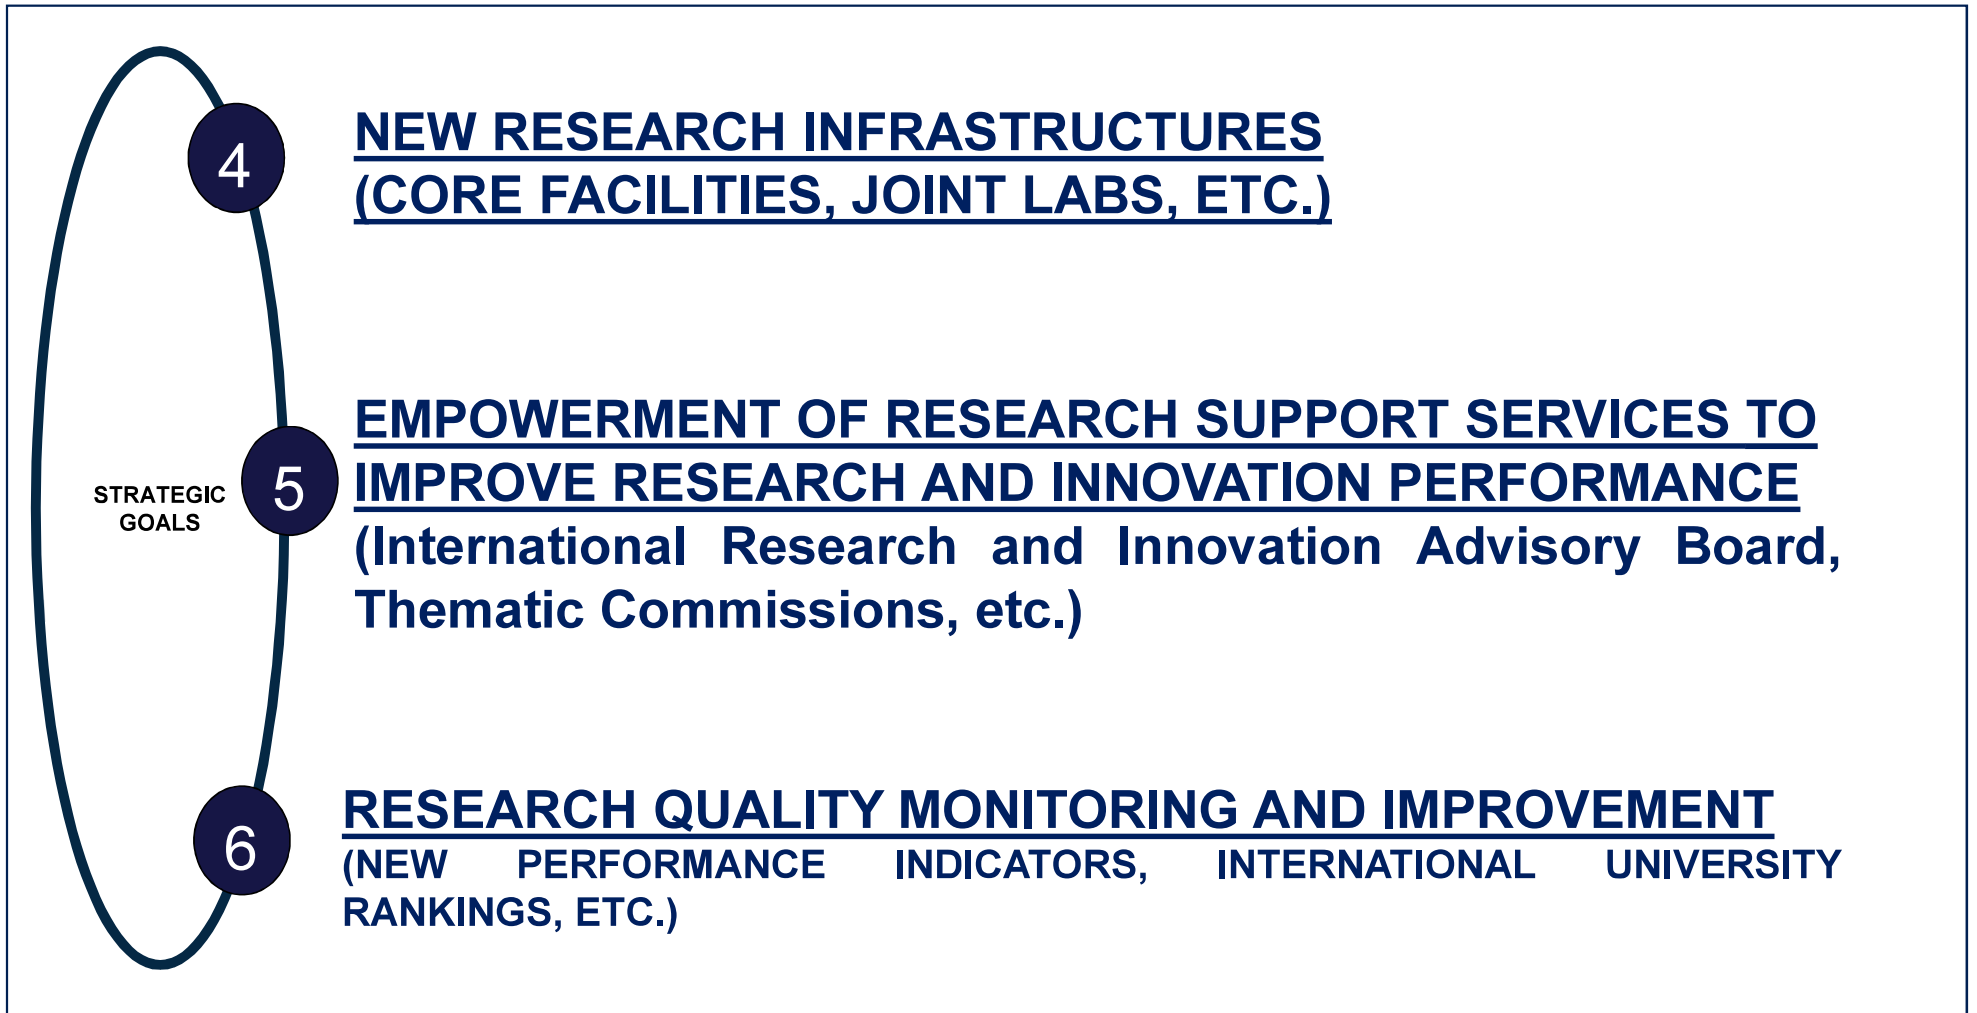 4
NEW RESEARCH INFRASTRUCTURES
(CORE FACILITIES, JOINT LABS, ETC.)
STRATEGIC
GOALS
5
EMPOWERMENT OF RESEARCH SUPPORT SERVICES TO
IMPROVE RESEARCH AND INNOVATION PERFORMANCE
(International Research and Innovation Advisory Board,
Thematic Commissions, etc.)
6
RESEARCH QUALITY MONITORING AND IMPROVEMENT
(NEW PERFORMANCE INDICATORS, INTERNATIONAL UNIVERSITY
RANKINGS, ETC.)